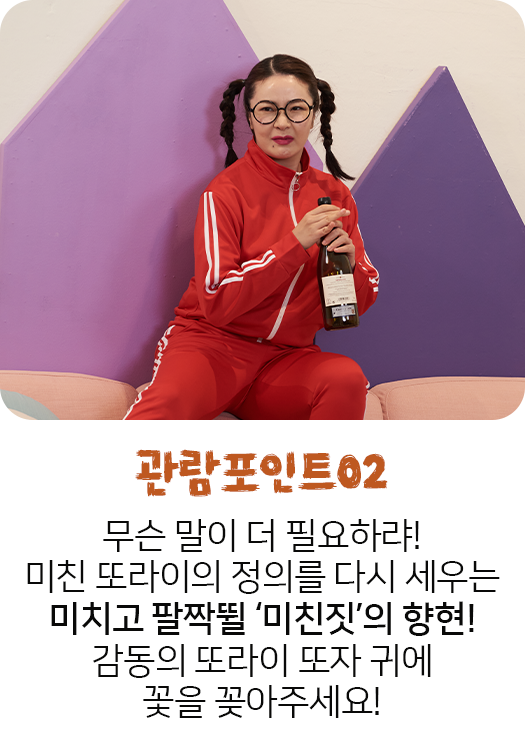 관람포인트02
무슨 말이 더 필요하랴!
미친 또라이의 정의를 다시 세우는
미치고 팔짝뛸 ‘미친짓’의 향현!
감동의 또라이 또자 귀에
꽃을 꽂아주세요!